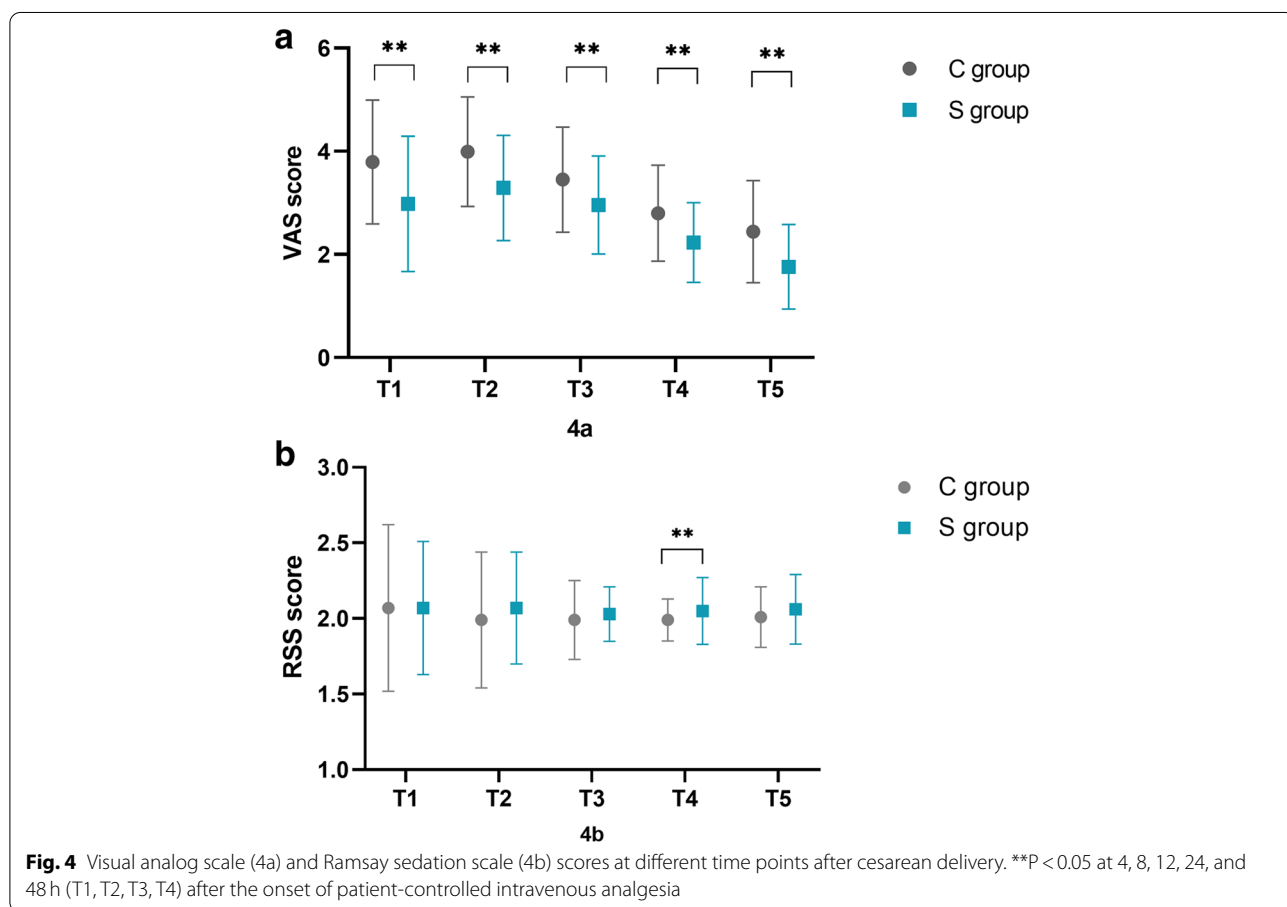 a
6
4
2
0
VAS score
** ** ** ** **
C group
S group
T1 T2 T3 T4 T5
4a
b
3.0
2.5
2.0
1.5
1.0
RSS score
**
C group
S group
T1 T2 T3 T4 T5
4b
Fig. 4 Visual analog scale (4a) and Ramsay sedation scale (4b) scores at different time points after cesarean delivery. **P < 0.05 at 4, 8, 12, 24, and
48 h (T1, T2, T3, T4) after the onset of patient-controlled intravenous analgesia